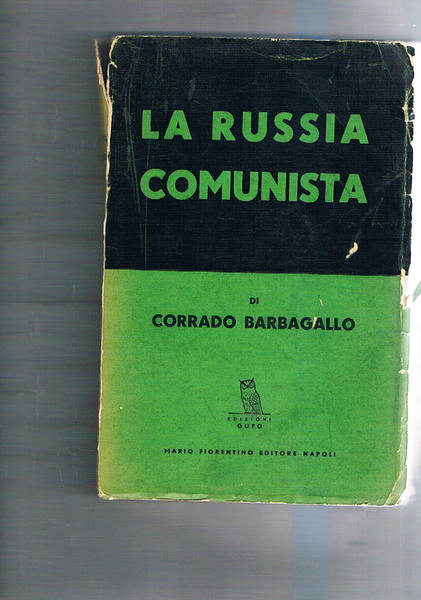 LA RUSSIA
COMUNISTA
DI
CORRADO BARBAGALLO
EDIZIONI
GUFO
MARIO FIORENTINO EDITORE NAPOLI